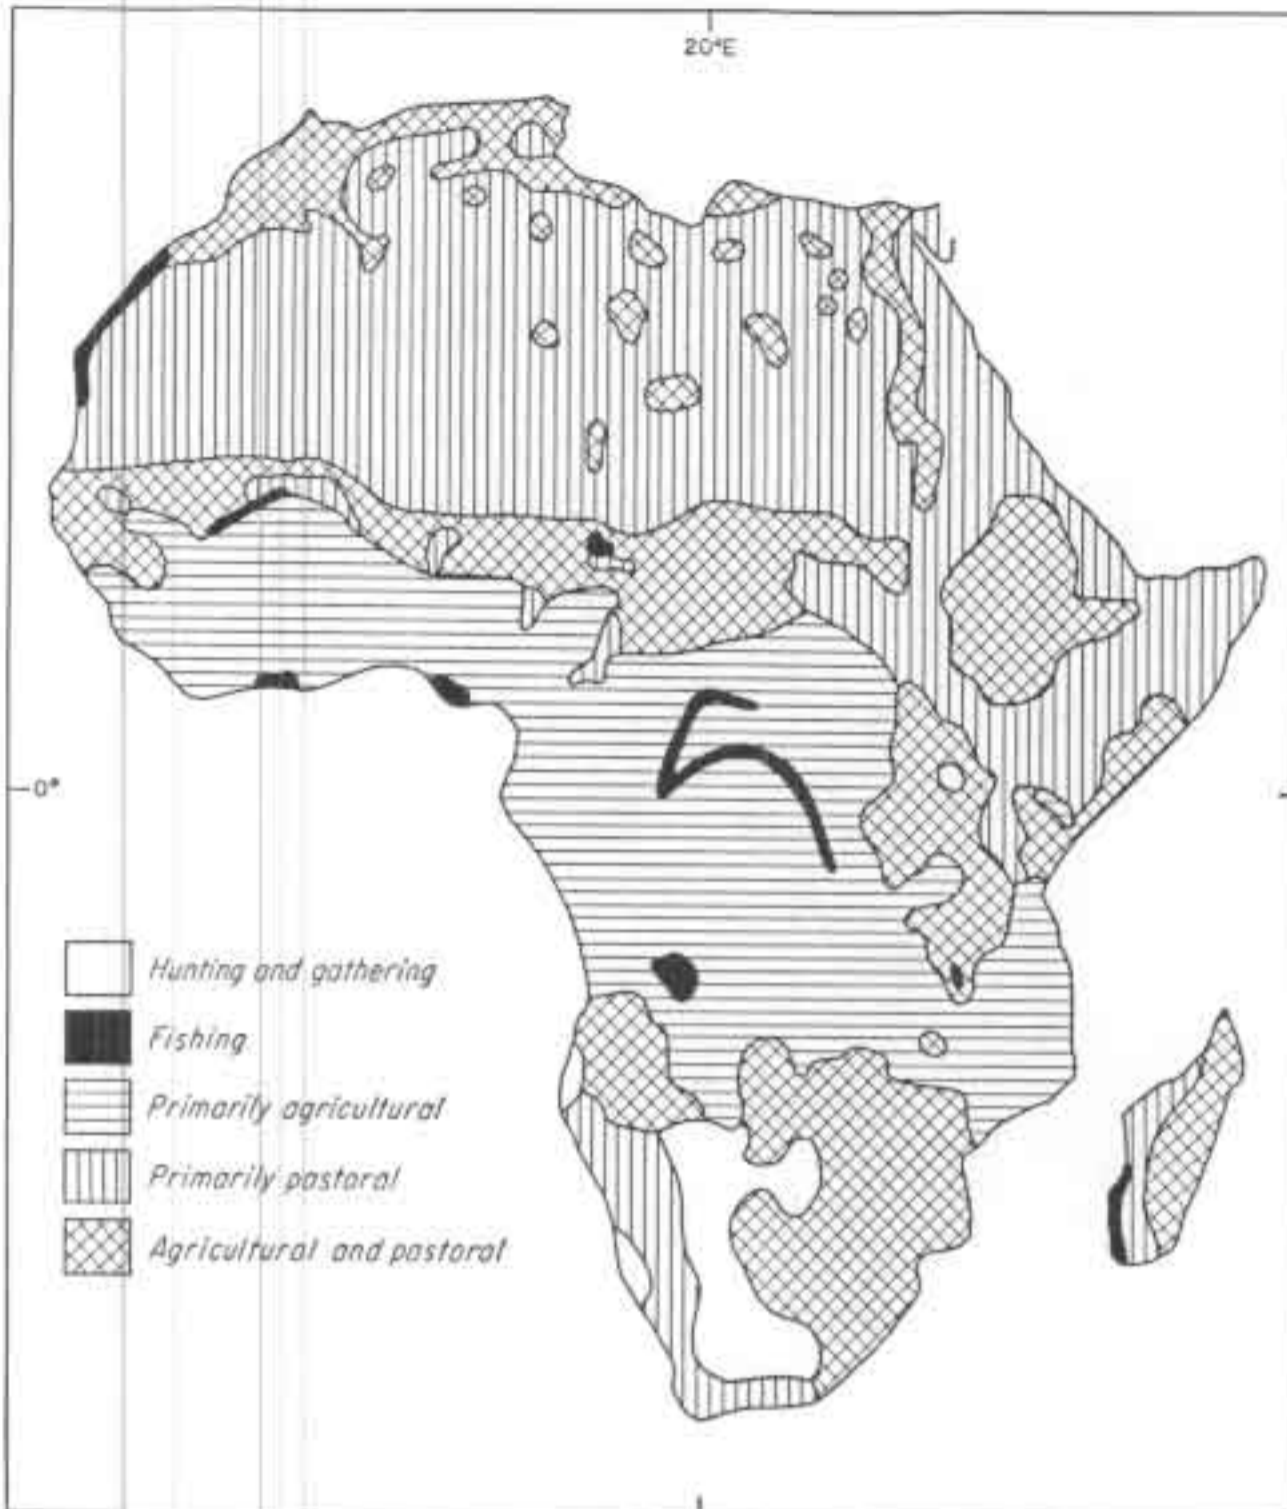 20°E
0°
Hunting and gathering
Fishing
Primarily agricultural
Primarily pastoral
Agricultural and pastoral